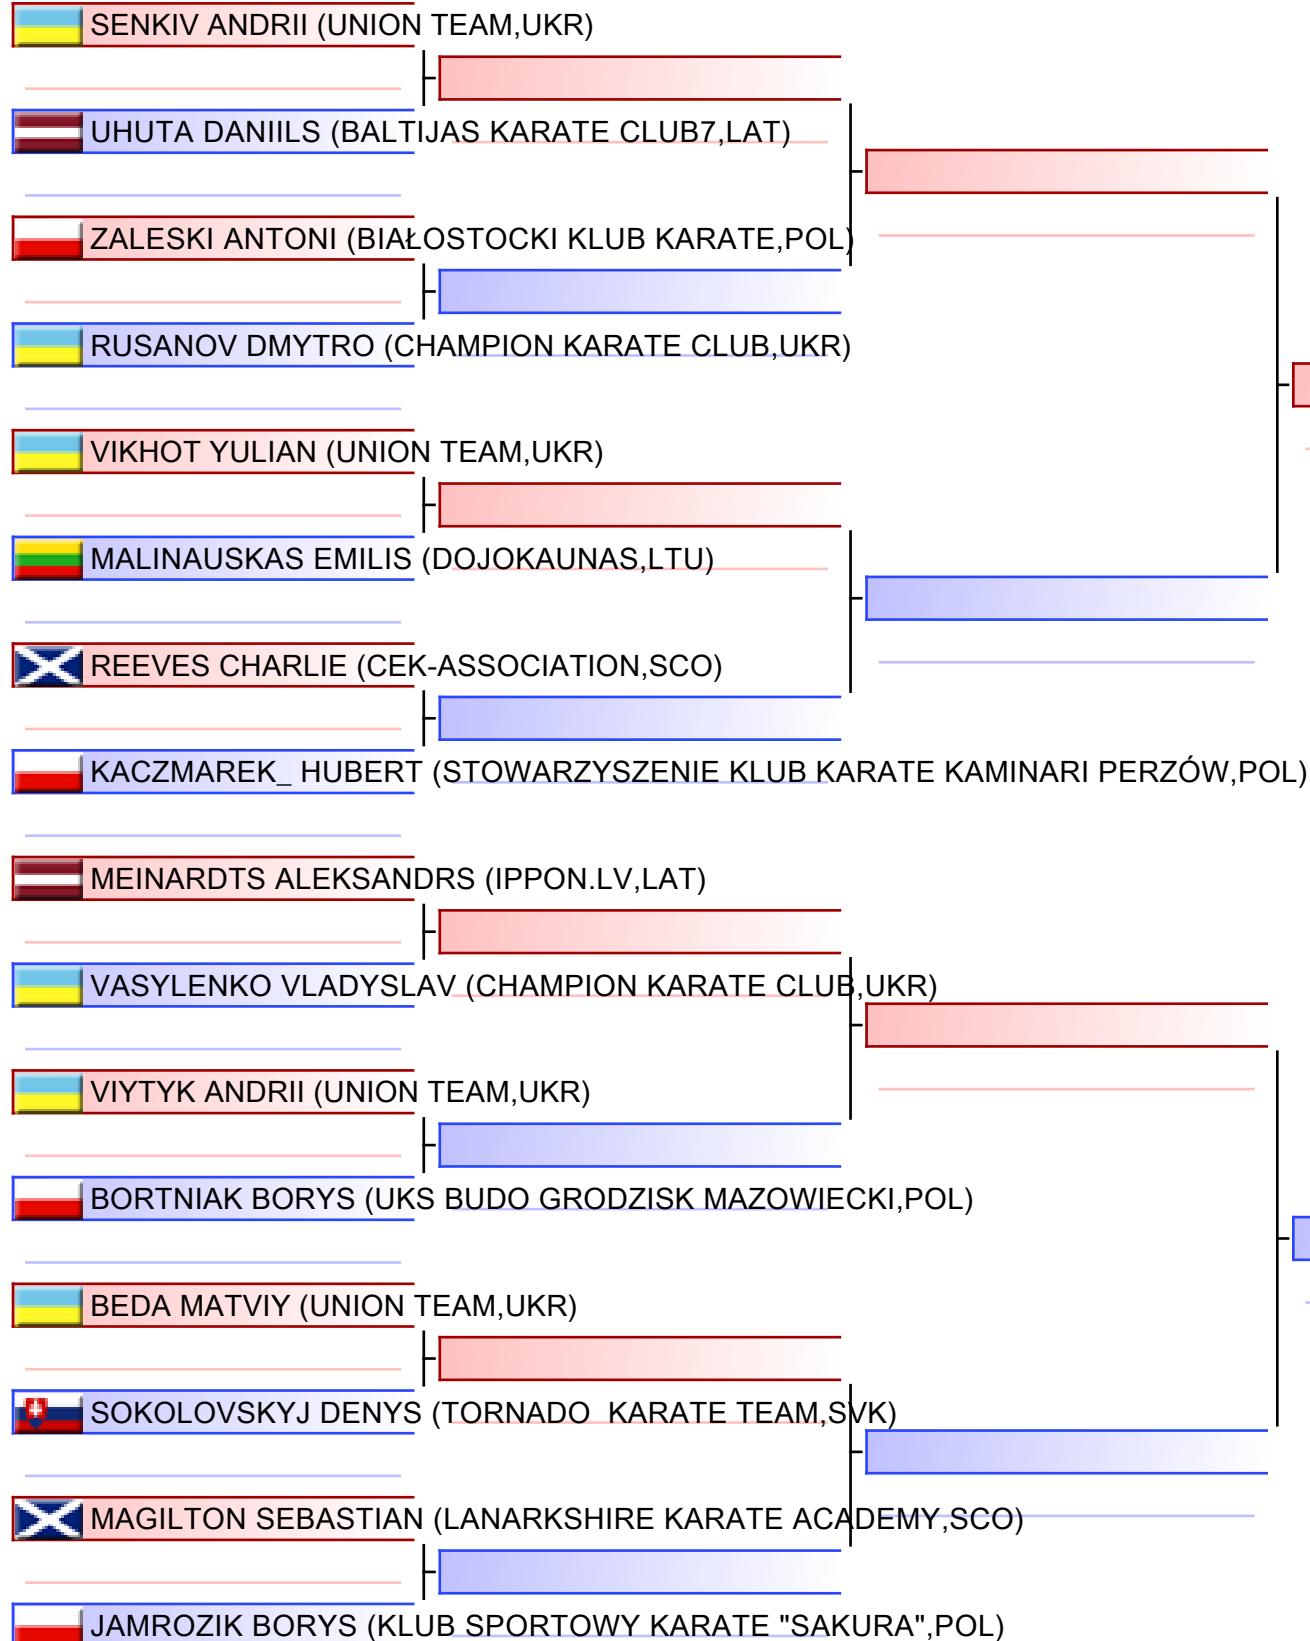 SENKIV ANDRII (UNION TEAM,UKR)
UHUTA DANIILS (BALTIJAS KARATE CLUB7,LAT)
ZALESKI ANTONI (BIAŁOSTOCKI KLUB KARATE,POL)
RUSANOV DMYTRO (CHAMPION KARATE CLUB,UKR)
VIKHOT YULIAN (UNION TEAM,UKR)
MALINAUSKAS EMILIS (DOJOKAUNAS,LTU)
REEVES CHARLIE (CEK-ASSOCIATION,SCO)
KACZMAREK_ HUBERT (STOWARZYSZENIE KLUB KARATE KAMINARI PERZÓW,POL)
MEINARDTS ALEKSANDRS (IPPON.LV,LAT)
VASYLENKO VLADYSLAV (CHAMPION KARATE CLUB,UKR)
VIYTYK ANDRII (UNION TEAM,UKR)
BORTNIAK BORYS (UKS BUDO GRODZISK MAZOWIECKI,POL)
BEDA MATVIY (UNION TEAM,UKR)
SOKOLOVSKYJ DENYS (TORNADO  KARATE TEAM,SVK)
MAGILTON SEBASTIAN (LANARKSHIRE KARATE ACADEMY,SCO)
JAMROZIK BORYS (KLUB SPORTOWY KARATE "SAKURA",POL)